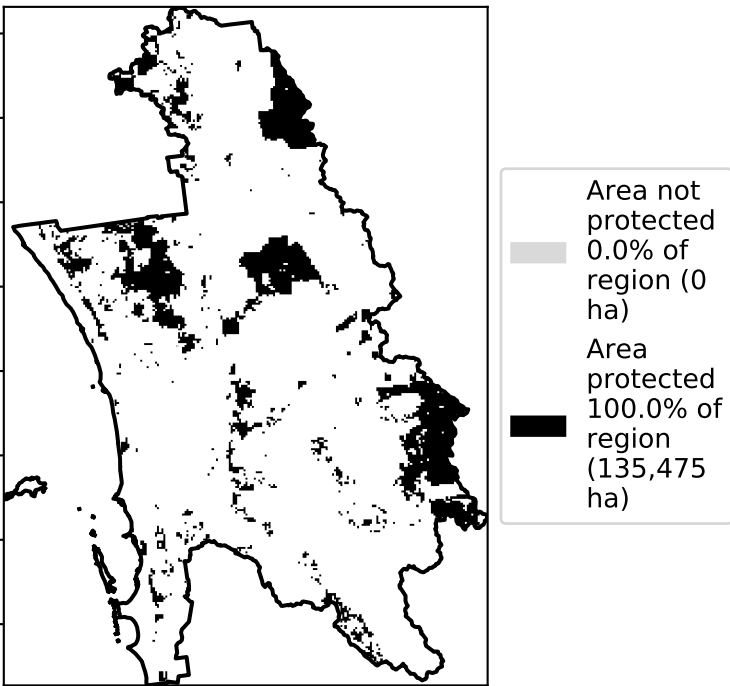 Area not
protected
0.0% of
region (0
ha)
Area
protected
100.0% of
region
(135,475
ha)